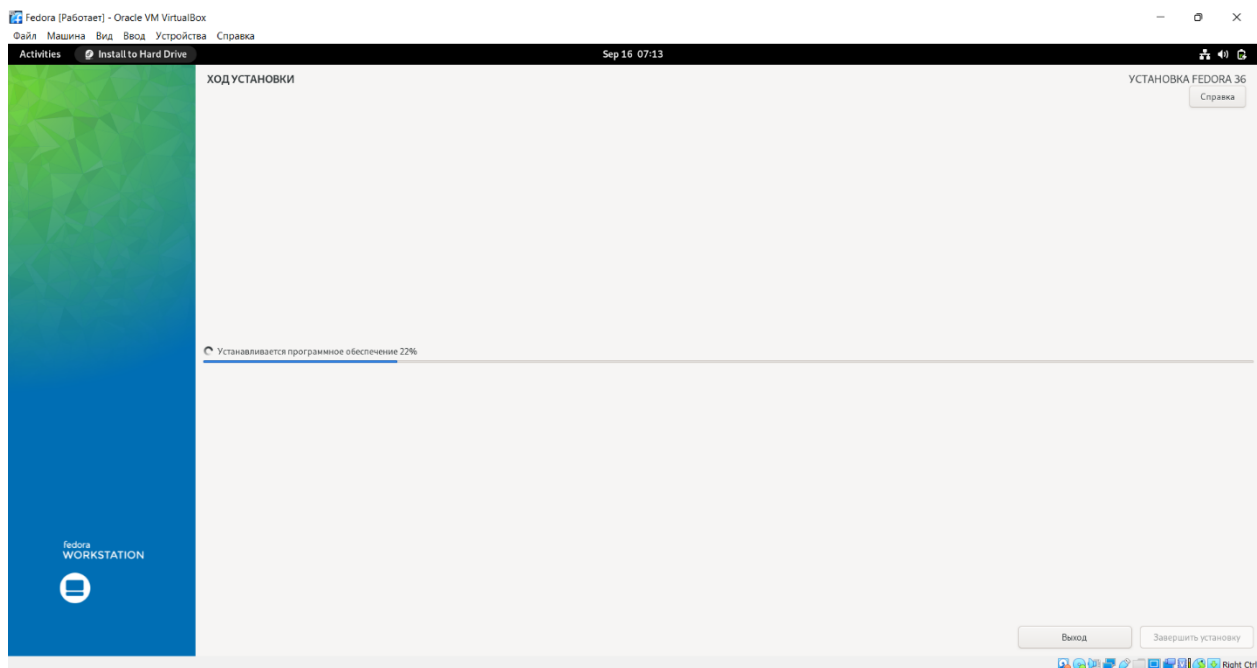 Fedora [Работает] - Oracle VM VirtualBox
Файл Машина Вид Ввод Устройства Справка
Activities Install to Hard Drive Sep 16 07:13
ХОД УСТАНОВКИ УСТАНОВКА FEDORA 36
Справка
Устанавливается программное обеспечение 22%
fedora
WORKSTATION
Выход Завершить установку
Right Ctrl